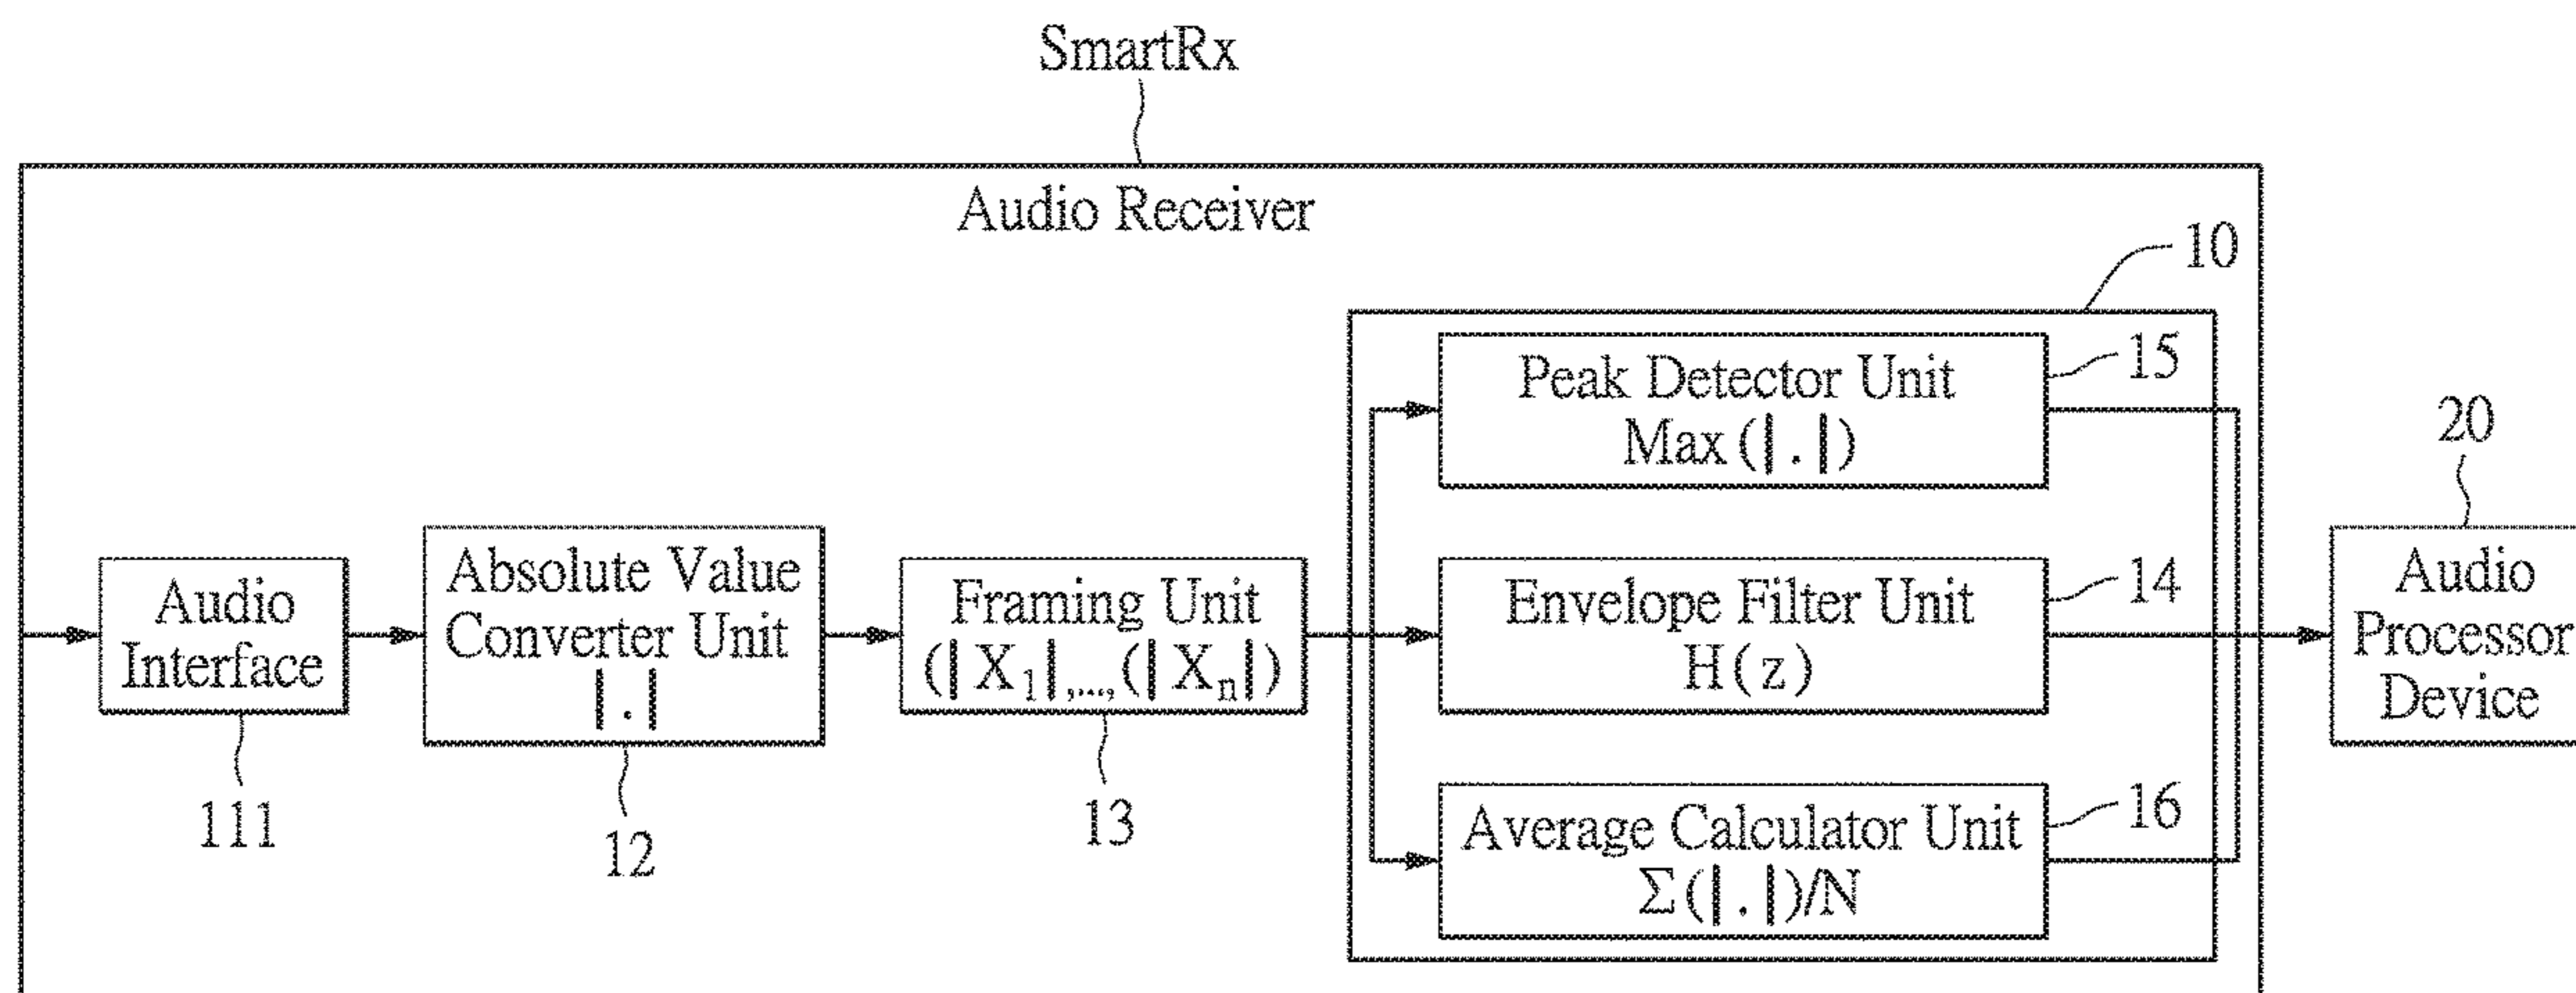 SmartRx
Audio Receiver
10
Peak Detector Unit
Max(|.|)
15
20
Audio
Interface
111
Absolute Value
Converter Unit
|.|
12
Framing Unit
(|X₁|,...,(|Xₙ|)
13
Envelope Filter Unit
H(z)
14
Audio
Processor
Device
Average Calculator Unit
Σ(|.|)/N
16